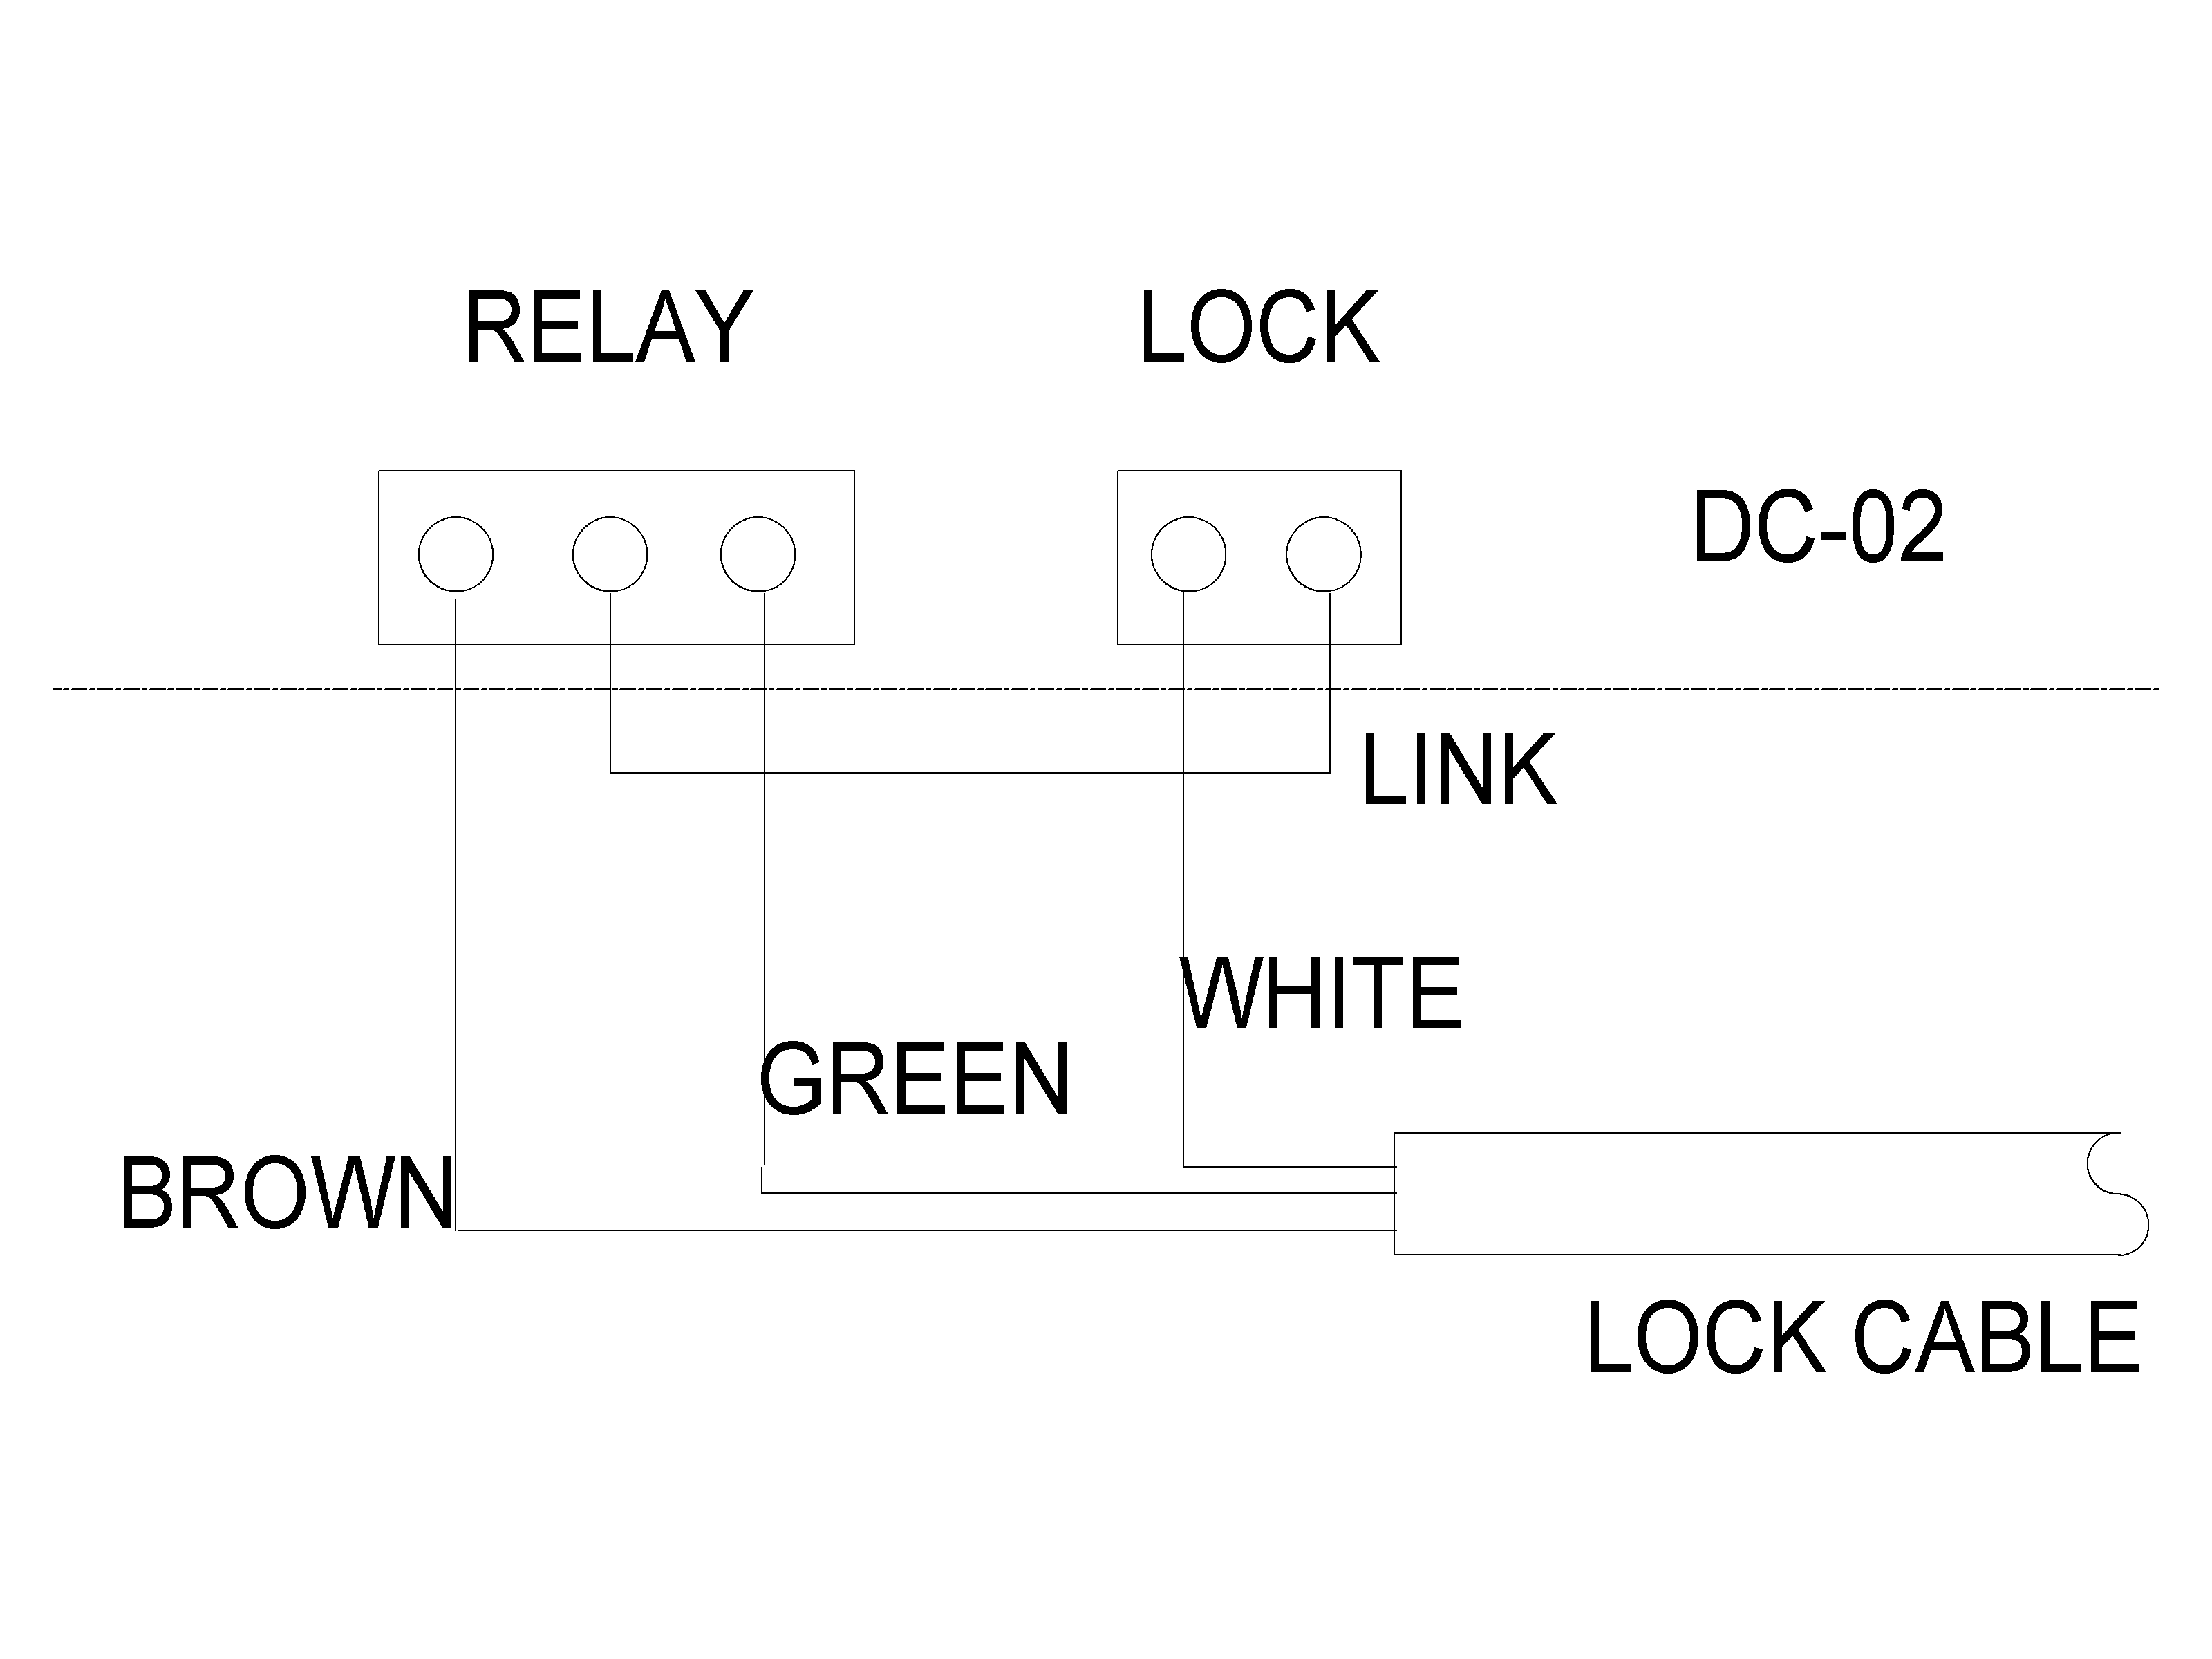 RELAY
LOCK
DC-02
LINK
WHITE
GREEN
BROWN
LOCK CABLE